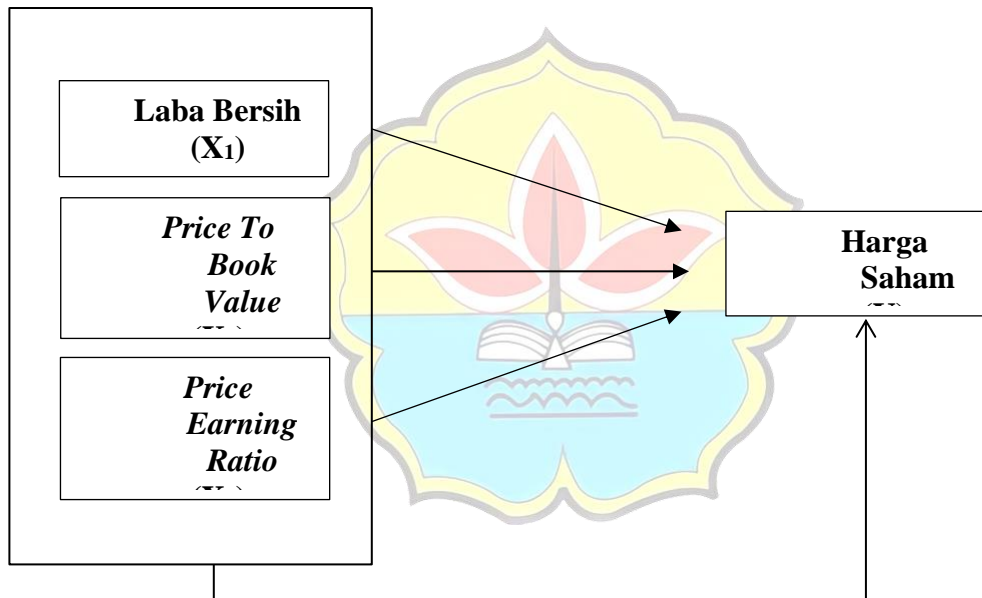 Laba Bersih
(X1)
Price To
Book
Value
Price
Earning
Ratio
Harga
Saham